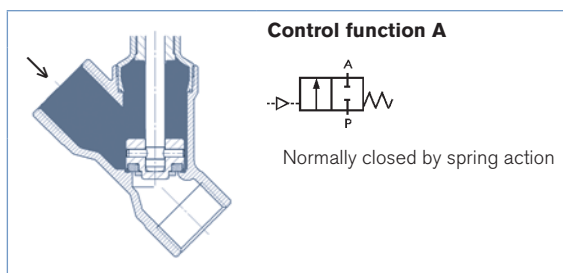 Control function A
A
P
Normally closed by spring action